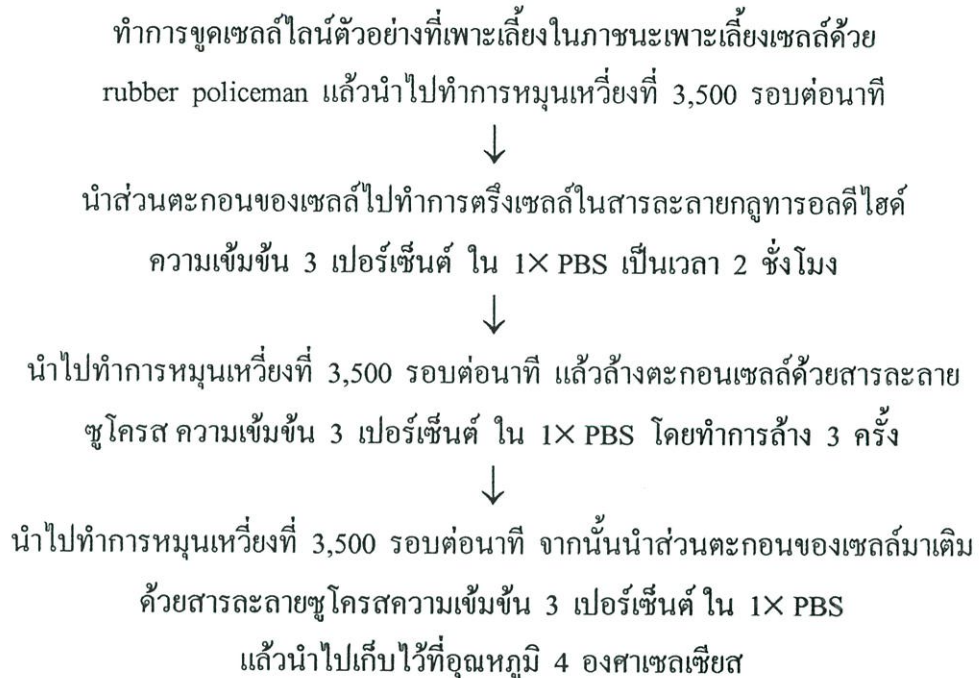 ทำการขูดเซลล์ไลน์ตัวอย่างที่เพาะเลี้ยงในภาชนะเพาะเลี้ยงเซลล์ด้วย
rubber policeman แล้วนำไปทำการหมุนเหวี่ยงที่ 3,500 รอบต่อนาที
↓
นำส่วนตะกอนของเซลล์ไปทำการตรึงเซลล์ในสารละลายกลูทารอลดีไฮด์
ความเข้มข้น 3 เปอร์เซ็นต์ ใน 1× PBS เป็นเวลา 2 ชั่งโมง
↓
นำไปทำการหมุนเหวี่ยงที่ 3,500 รอบต่อนาที แล้วล้างตะกอนเซลล์ด้วยสารละลาย
ซูโครส ความเข้มข้น 3 เปอร์เซ็นต์ ใน 1× PBS โดยทำการล้าง 3 ครั้ง
↓
นำไปทำการหมุนเหวี่ยงที่ 3,500 รอบต่อนาที จากนั้นนำส่วนตะกอนของเซลล์มาเติม
ด้วยสารละลายซูโครสความเข้มข้น 3 เปอร์เซ็นต์ ใน 1× PBS
แล้วนำไปเก็บไว้ที่อุณหภูมิ 4 องศาเซลเซียส